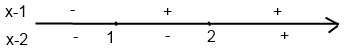 x-1 - + +
x-2 - 1 - 2 +